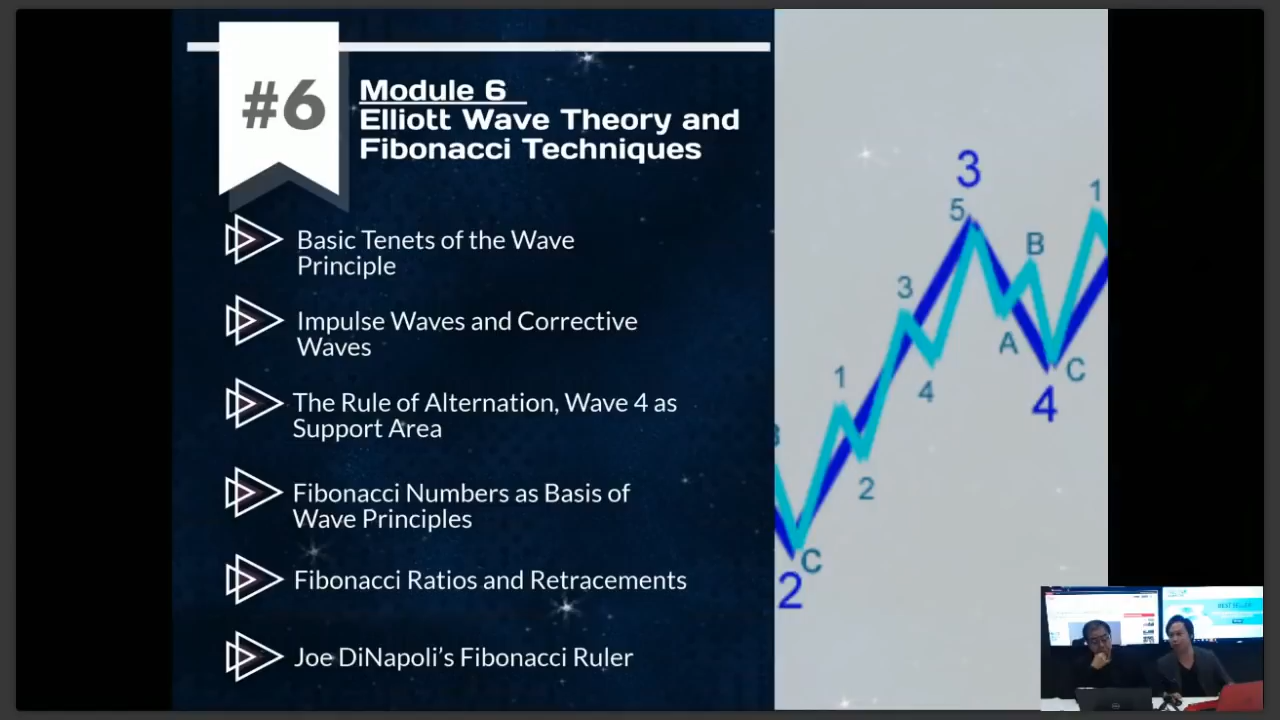 #6
Module 6
Elliott Wave Theory and
Fibonacci Techniques
Basic Tenets of the Wave
Principle
Impulse Waves and Corrective
Waves
The Rule of Alternation, Wave 4 as
Support Area
Fibonacci Numbers as Basis of
Wave Principles
Fibonacci Ratios and Retracements
Joe DiNapoli's Fibonacci Ruler
3
5
1
B
3
A
C
1
4
4
2
C
2
BEST SELLER